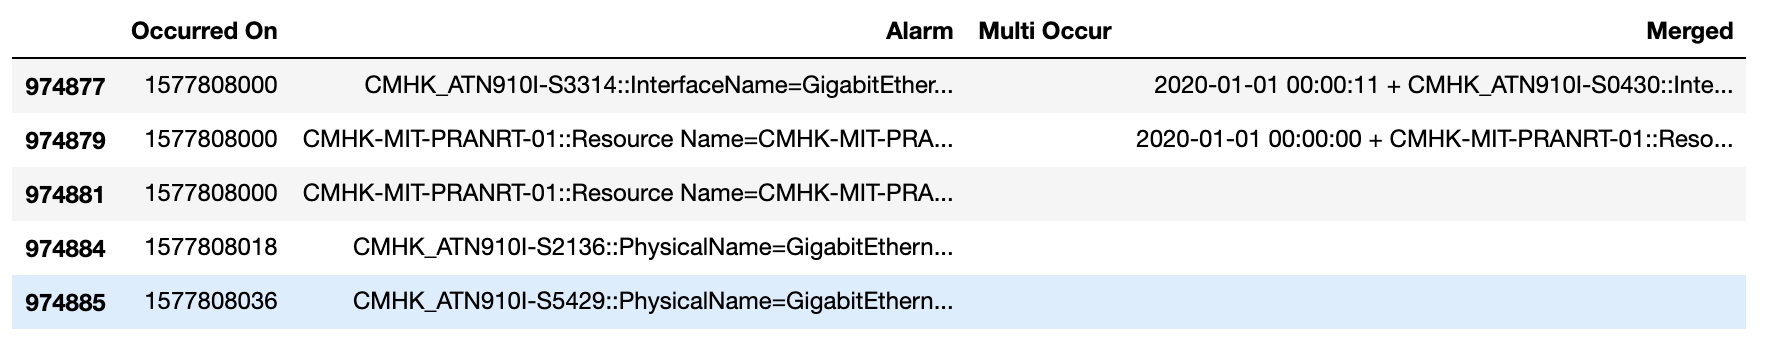 Occurred On Alarm Multi Occur Merged
974877 1577808000 CMHK_ATN910I-S3314::InterfaceName=GigabitEther... 2020-01-01 00:00:11 + CMHK_ATN910I-S0430::Inte...
974879 1577808000 CMHK-MIT-PRANRT-01::Resource Name=CMHK-MIT-PRA... 2020-01-01 00:00:00 + CMHK-MIT-PRANRT-01::Reso...
974881 1577808000 CMHK-MIT-PRANRT-01::Resource Name=CMHK-MIT-PRA...
974884 1577808018 CMHK_ATN910I-S2136::PhysicalName=GigabitEthern...
974885 1577808036 CMHK_ATN910I-S5429::PhysicalName=GigabitEthern...